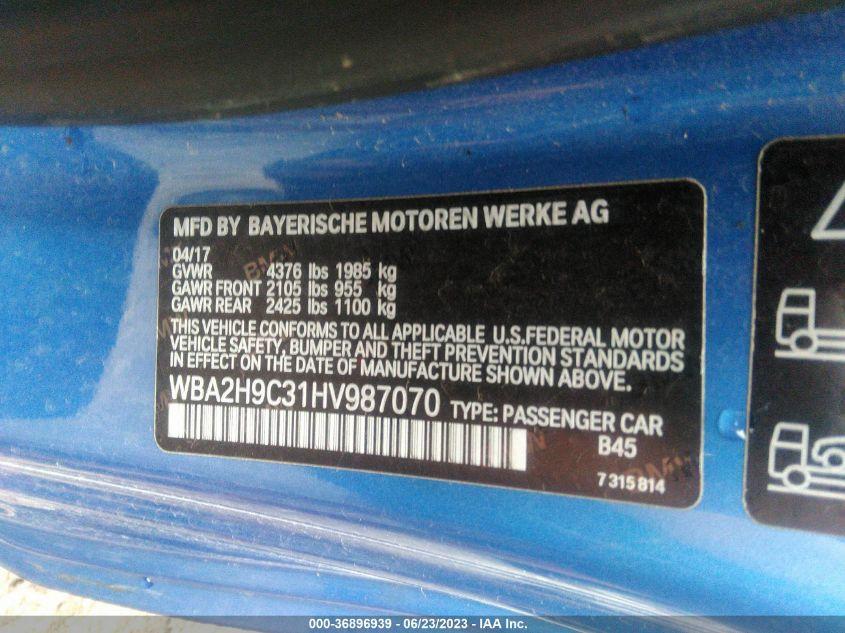 MFD BY BAYERISCHE MOTOREN WERKE AG
04/17
GVWR 4376 lbs 1985 kg
GAWR FRONT 2105 lbs 955 kg
GAWR REAR 2425 lbs 1100 kg
THIS VEHICLE CONFORMS TO ALL APPLICABLE U.S.FEDERAL MOTOR
VEHICLE SAFETY, BUMPER AND THEFT PREVENTION STANDARDS
IN EFFECT ON THE DATE OF MANUFACTURE SHOWN ABOVE.
WBA2H9C31HV987070 TYPE: PASSENGER CAR
B45
7 315 814
000-36896939 - 06/23/2023 - IAA Inc.